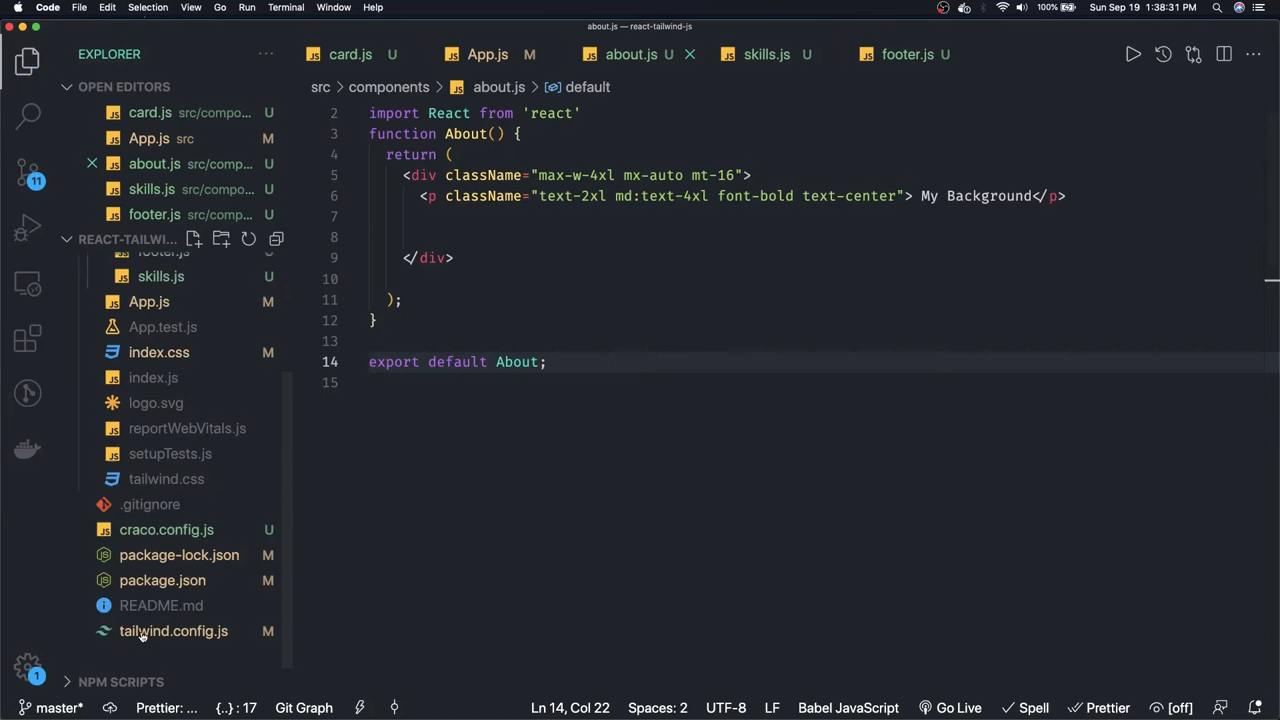 Code File Edit Selection View Go Run Terminal Window Help 100% Sun Sep 19 1:38:31 PM
about.js — react-tailwind-js
EXPLORER
card.js U App.js M about.js U skills.js U footer.js U
OPEN EDITORS
src components about.js default
card.js src/compo... U
App.js src M
about.js src/comp... U
skills.js src/compo... U
footer.js src/comp... U
REACT-TAILWI...
footer.js
skills.js U
App.js M
App.test.js
index.css M
index.js
logo.svg
reportWebVitals.js
setupTests.js
tailwind.css
.gitignore
craco.config.js U
package-lock.json M
package.json M
README.md
tailwind.config.js M
NPM SCRIPTS
11
1
2 import React from 'react'
3 function About() {
4 return (
5 <div className="max-w-4xl mx-auto mt-16">
6 <p className="text-2xl md:text-4xl font-bold text-center"> My Background</p>
7
8
9 </div>
10
11 );
12 }
13
14 export default About;
15
master* Prettier: ... {..} : 17 Git Graph Ln 14, Col 22 Spaces: 2 UTF-8 LF Babel JavaScript Go Live Spell Prettier [off]